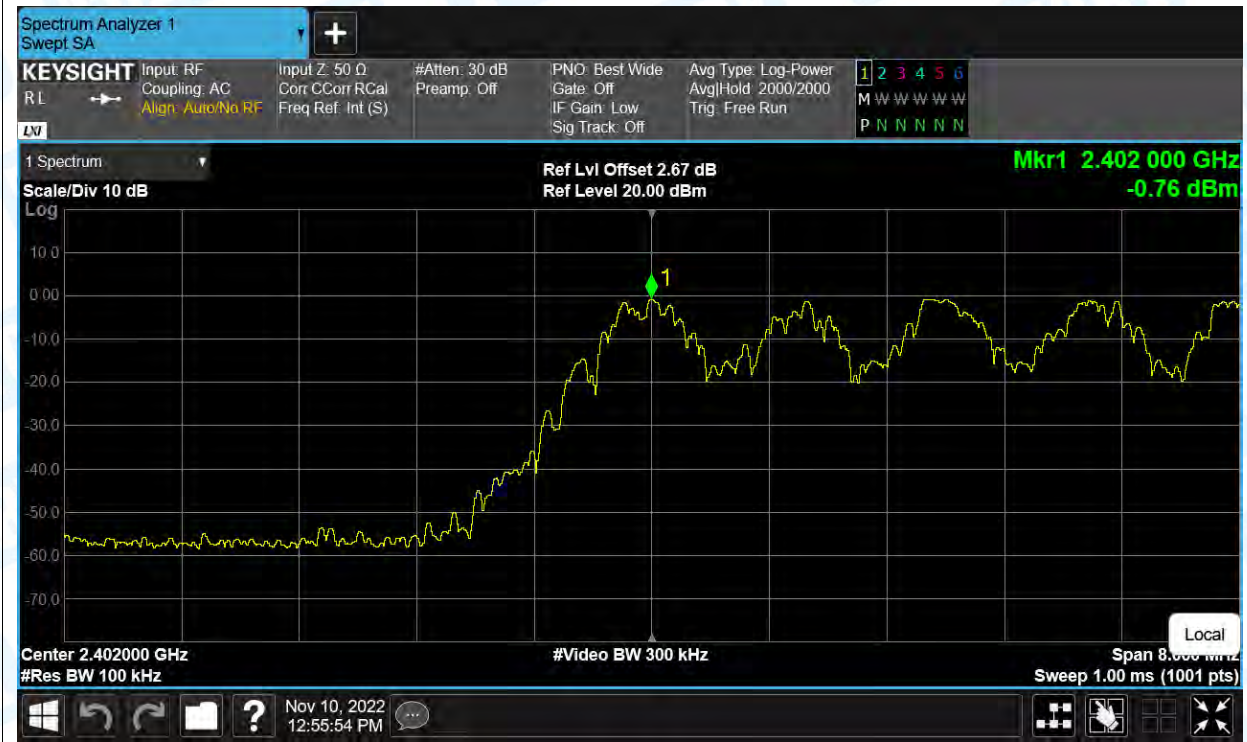 Spectrum Analyzer 1
Swept SA
KEYSIGHT
RL
LXI
Input: RF
Coupling: AC
Align: Auto/No RF
Input Z: 50 Ω
Corr CCorr RCal
Freq Ref: Int (S)
#Atten: 30 dB
Preamp: Off
PNO: Best Wide
Gate: Off
IF Gain: Low
Sig Track: Off
Avg Type: Log-Power
Avg|Hold: 2000/2000
Trig: Free Run
1 2 3 4 5 6
M W W W W W
P N N N N N N
1 Spectrum
Scale/Div 10 dB
Log
Ref Lvl Offset 2.67 dB
Ref Level 20.00 dBm
Mkr1 2.402 000 GHz
-0.76 dBm
10.0
0.00
-10.0
-20.0
-30.0
-40.0
-50.0
-60.0
-70.0
1
Local
Center 2.402000 GHz
#Res BW 100 kHz
#Video BW 300 kHz
Span 8.000 MHz
Sweep 1.00 ms (1001 pts)
?
Nov 10, 2022
12:55:54 PM